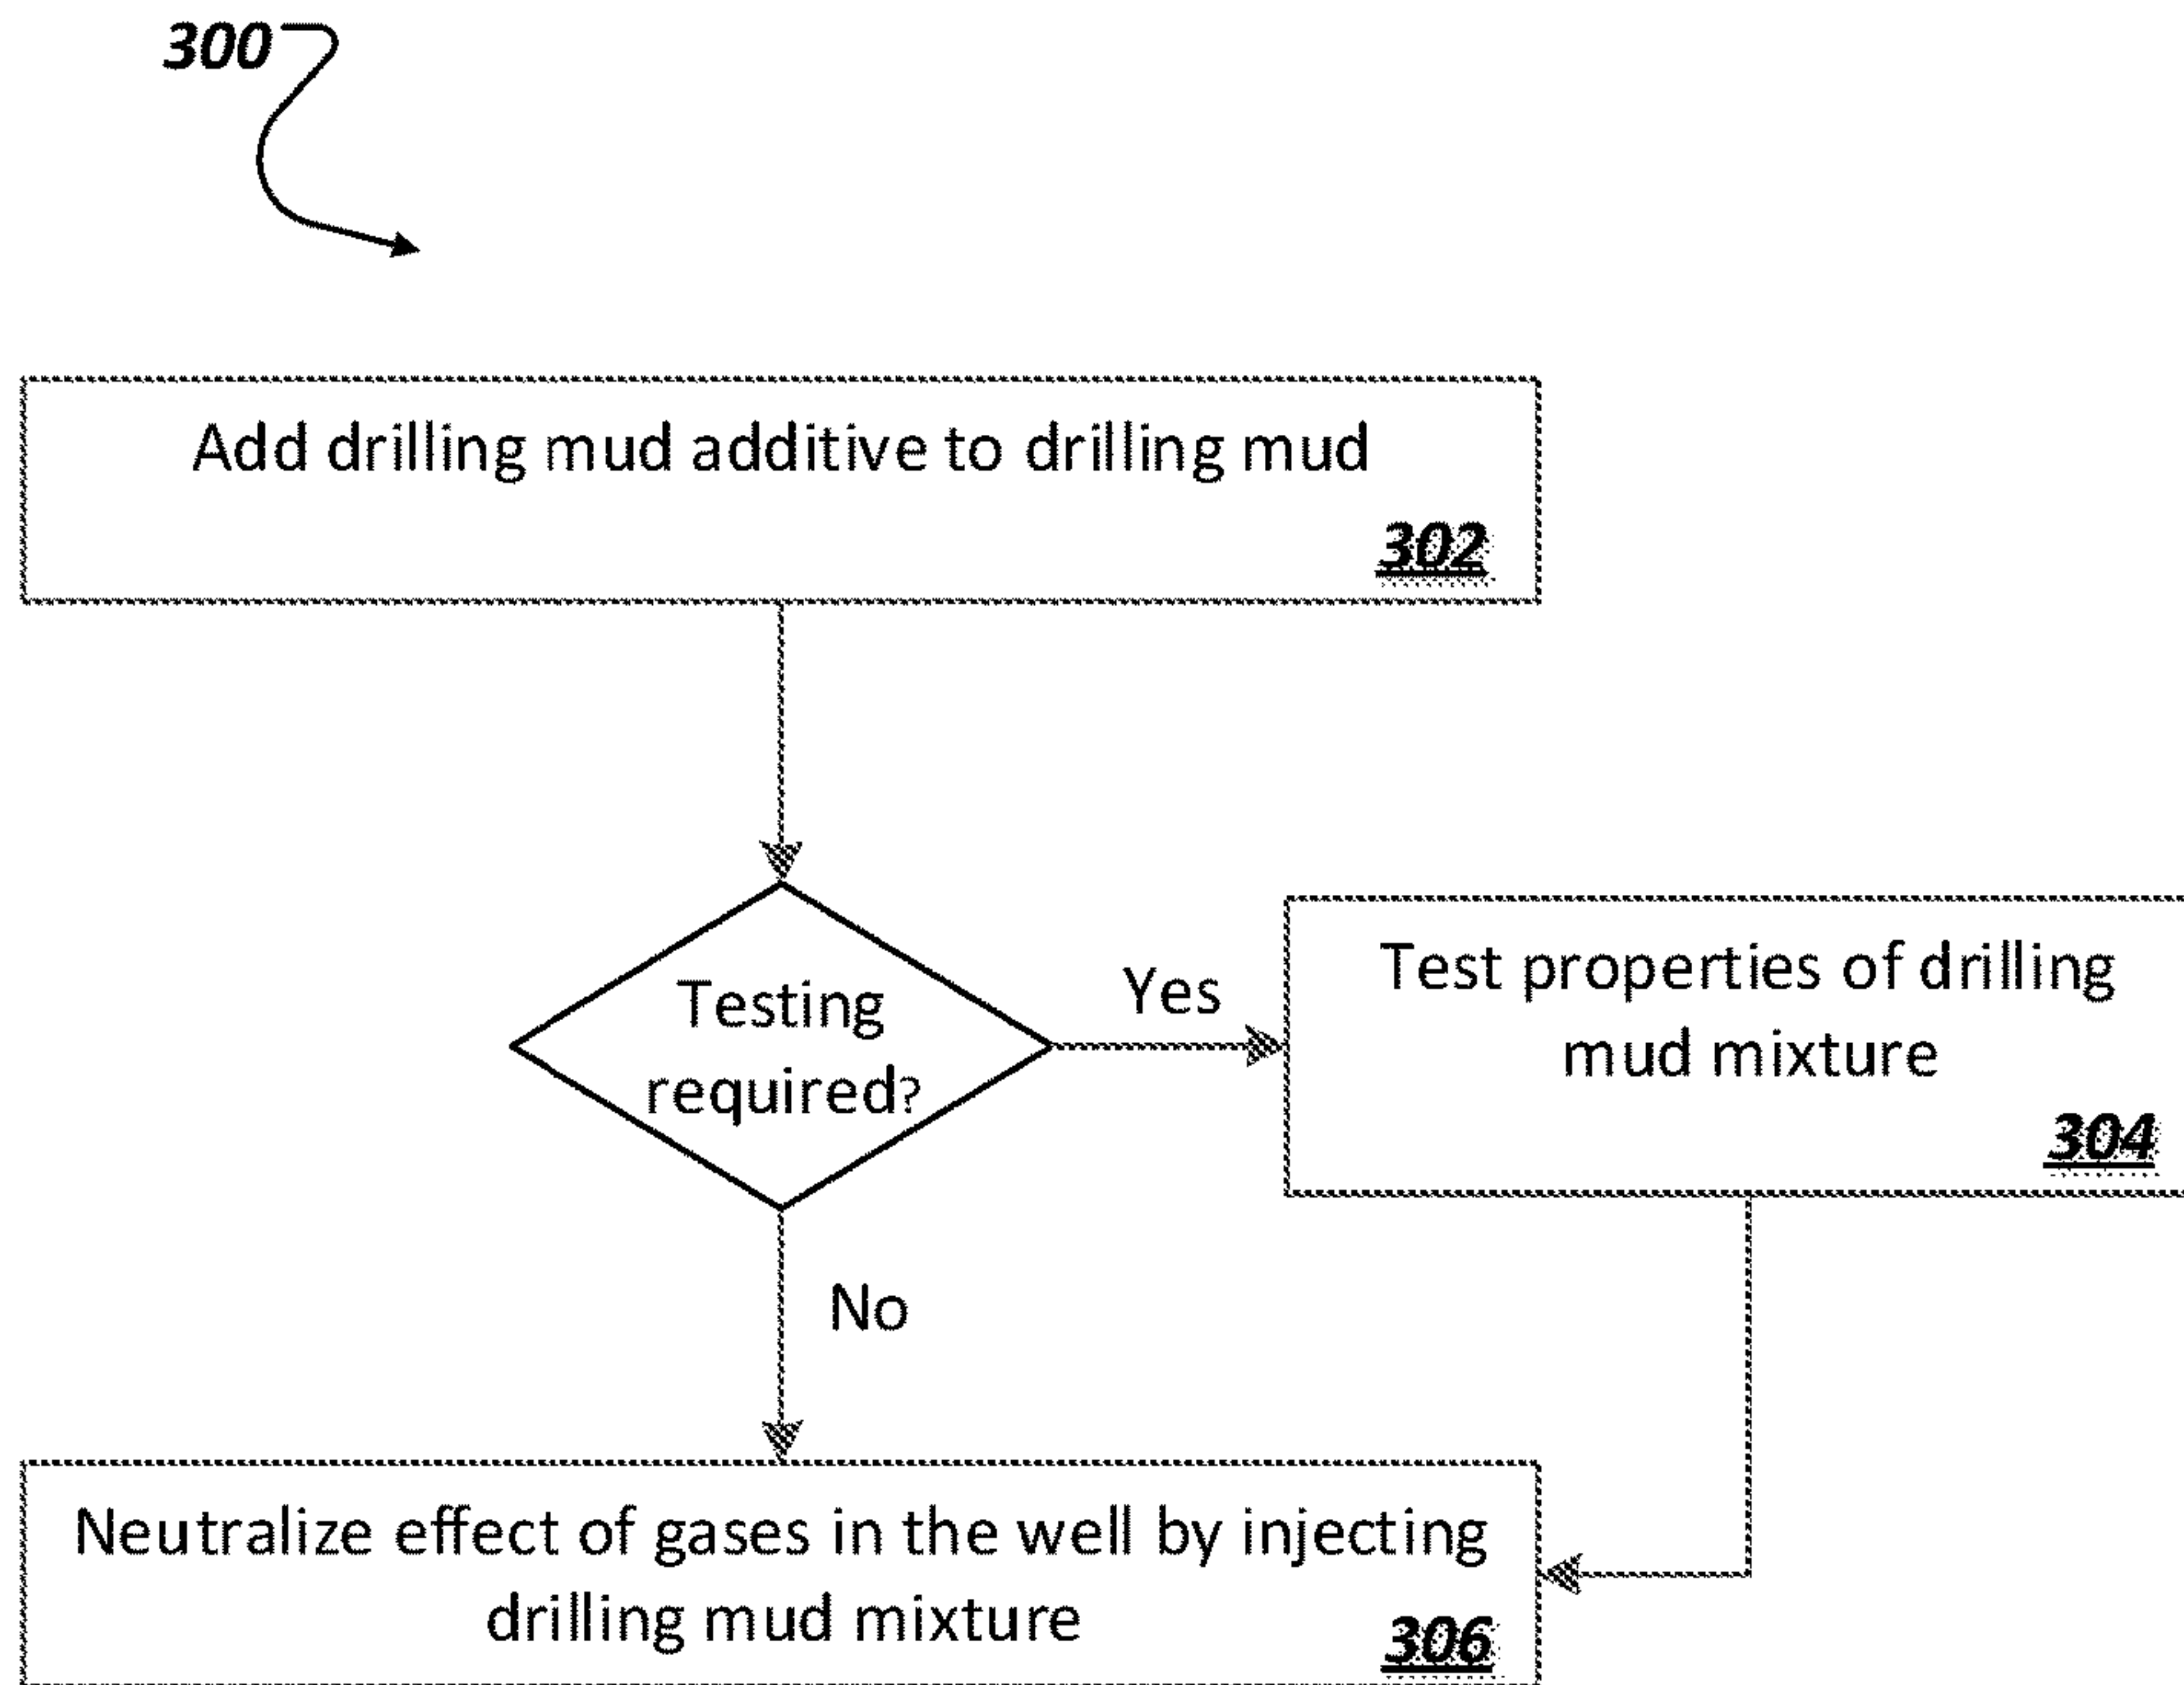 300
Add drilling mud additive to drilling mud
302
Testing
required?
Yes
Test properties of drilling
mud mixture
304
No
Neutralize effect of gases in the well by injecting
drilling mud mixture
306